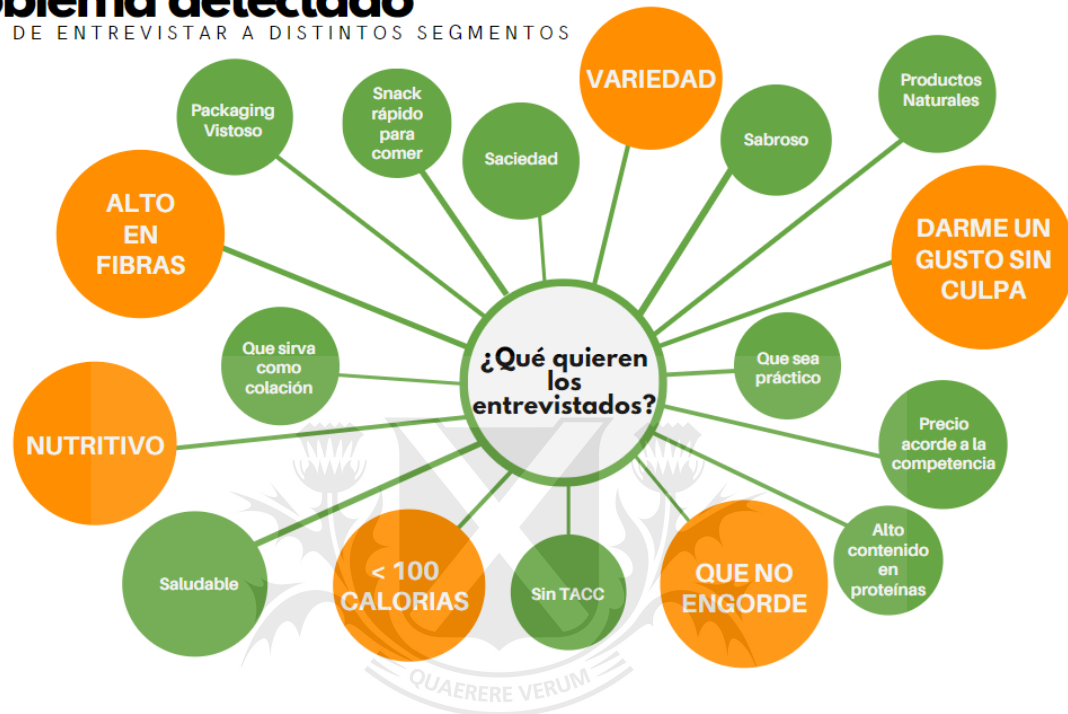 oblema detectado
DE ENTREVISTAR A DISTINTOS SEGMENTOS
Packaging
Vistoso
Snack
rápido
para
comer
Saciedad
VARIEDAD
Sabroso
Productos
Naturales
ALTO
EN
FIBRAS
DARME UN
GUSTO SIN
CULPA
¿Qué quieren
los
entrevistados?
Que sirva
como
colación
Que sea
práctico
NUTRITIVO
Precio
acorde a la
competencia
Saludable
< 100
CALORIAS
Sin TACC
QUE NO
ENGORDE
Alto
contenido
en
proteínas
QUAERERE VERUM